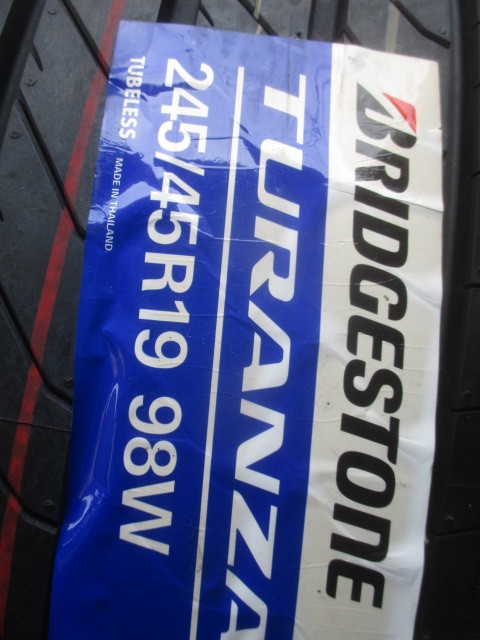 BRIDGESTONE
TURANZA
245/45R19 98W
TUBELESS MADE IN THAILAND